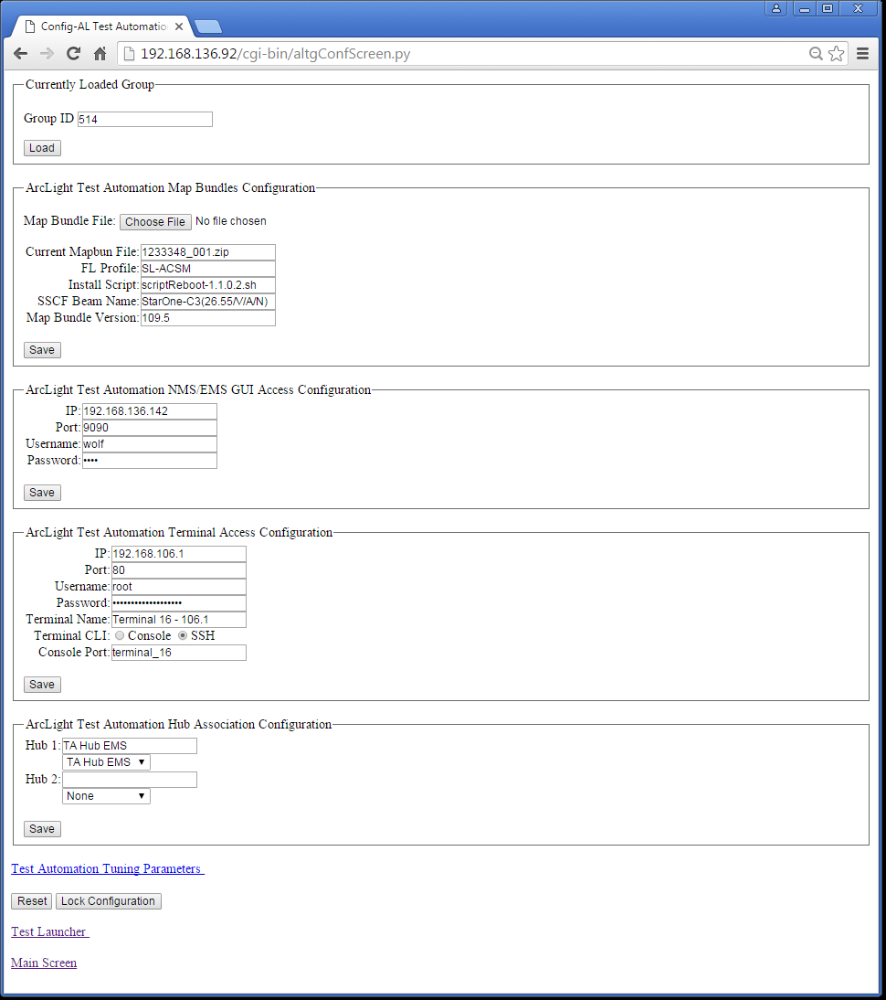 Config-AL Test Automatio
192.168.136.92/cgi-bin/altgConfScreen.py
Currently Loaded Group
Group ID 514
Load
ArcLight Test Automation Map Bundles Configuration
Map Bundle File: Choose File No file chosen
Current Mapbun File: 1233348_001.zip
FL Profile: SL-ACSM
Install Script: scriptReboot-1.1.0.2.sh
SSCF Beam Name: StarOne-C3(26.55/V/A/N)
Map Bundle Version: 109.5
Save
ArcLight Test Automation NMS/EMS GUI Access Configuration
IP: 192.168.136.142
Port: 9090
Username: wolf
Password: ••••
Save
ArcLight Test Automation Terminal Access Configuration
IP: 192.168.106.1
Port: 80
Username: root
Password: •••••••••••••••••••
Terminal Name: Terminal 16 - 106.1
Terminal CLI: Console SSH
Console Port: terminal_16
Save
ArcLight Test Automation Hub Association Configuration
Hub 1: TA Hub EMS
TA Hub EMS
Hub 2:
None
Save
Test Automation Tuning Parameters
Reset Lock Configuration
Test Launcher
Main Screen